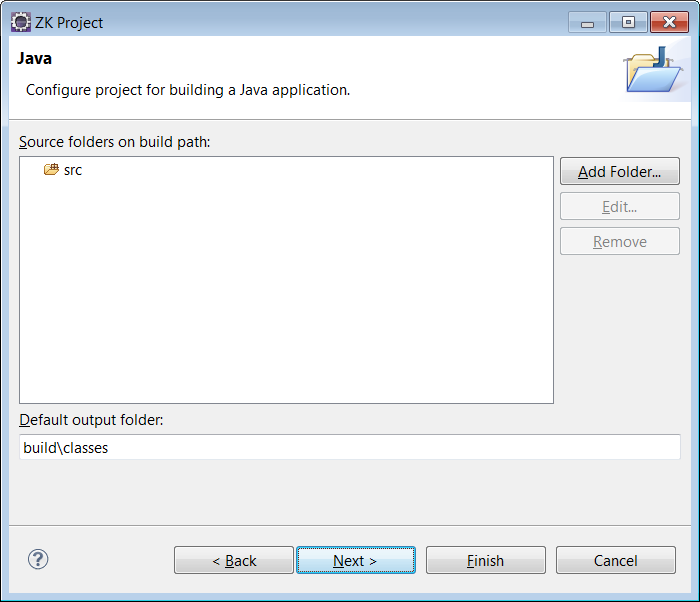 ZK Project
Java
Configure project for building a Java application.
Source folders on build path:
src
Add Folder...
Edit...
Remove
Default output folder:
build\classes
?
< Back
Next >
Finish
Cancel